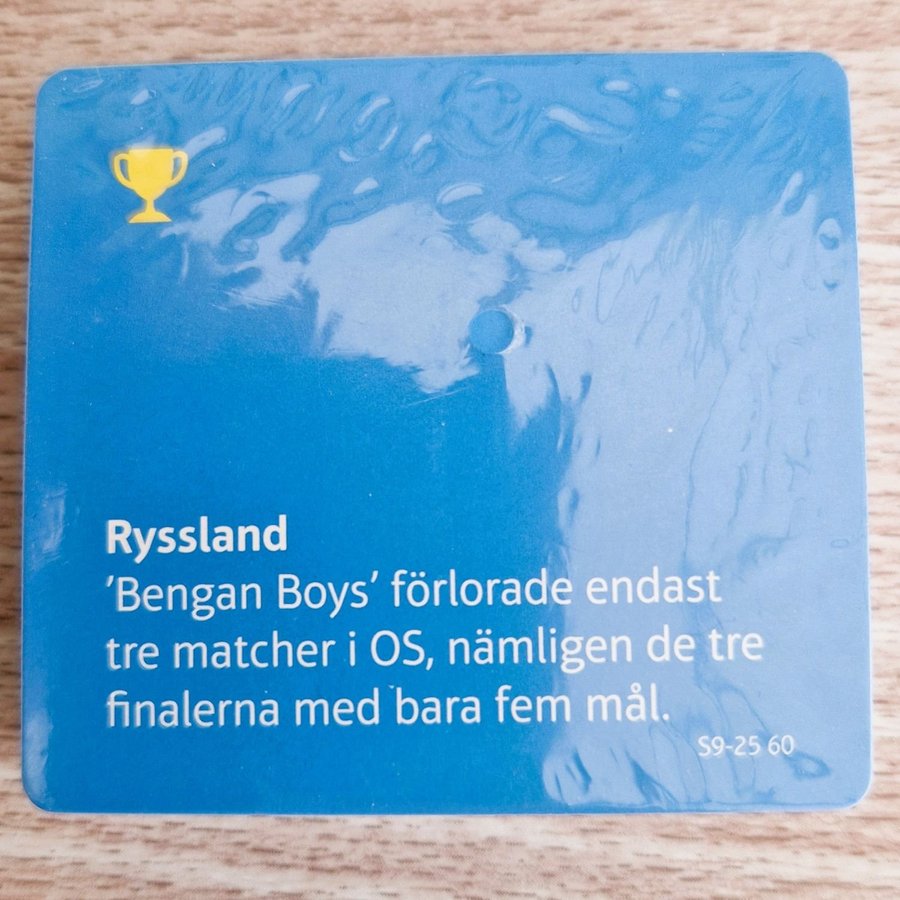 Ryssland
’Bengan Boys’ förlorade endast
tre matcher i OS, nämligen de tre
finalerna med bara fem mål.
S9-25 60